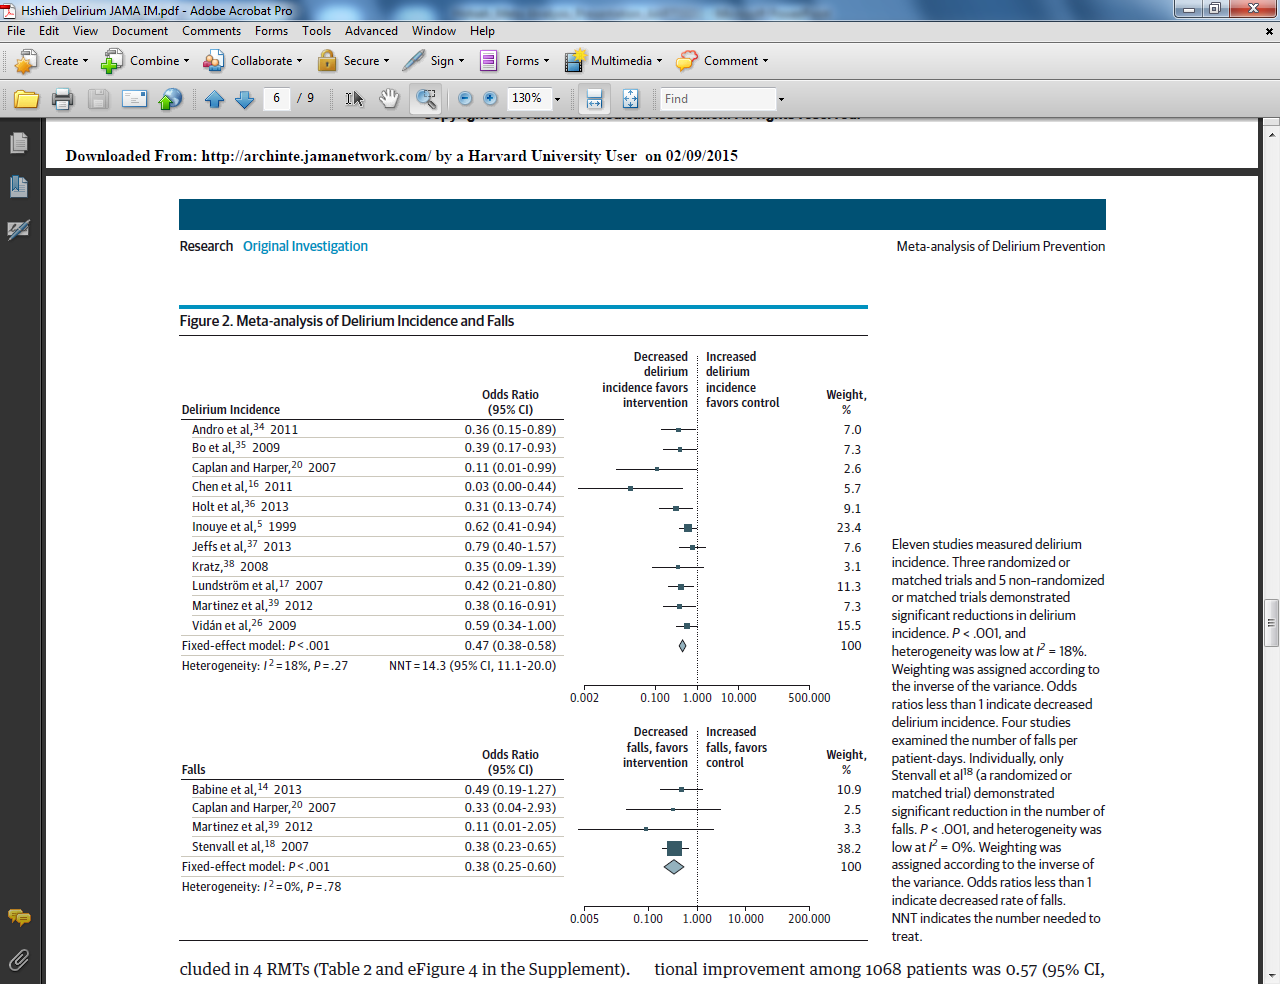 Hshieh Delirium JAMA IM.pdf - Adobe Acrobat Pro
File Edit View Document Comments Forms Tools Advanced Window Help
Create Combine Collaborate Secure Sign Forms Multimedia Comment
6 / 9 130% Find
Copyright 2015 American Medical Association. All rights reserved.
Downloaded From: http://archinte.jamanetwork.com/ by a Harvard University User on 02/09/2015
Research Original Investigation Meta-analysis of Delirium Prevention
Figure 2. Meta-analysis of Delirium Incidence and Falls
Decreased Increased
delirium delirium
incidence favors incidence
intervention favors control
Odds Ratio Weight,
Delirium Incidence (95% CI) %
Andro et al,34 2011 0.36 (0.15-0.89) 7.0
Bo et al,35 2009 0.39 (0.17-0.93) 7.3
Caplan and Harper,20 2007 0.11 (0.01-0.99) 2.6
Chen et al,16 2011 0.03 (0.00-0.44) 5.7
Holt et al,36 2013 0.31 (0.13-0.74) 9.1
Inouye et al,5 1999 0.62 (0.41-0.94) 23.4
Jeffs et al,37 2013 0.79 (0.40-1.57) 7.6
Kratz,38 2008 0.35 (0.09-1.39) 3.1
Lundström et al,17 2007 0.42 (0.21-0.80) 11.3
Martinez et al,39 2012 0.38 (0.16-0.91) 7.3
Vidán et al,26 2009 0.59 (0.34-1.00) 15.5
Fixed-effect model: P<.001 0.47 (0.38-0.58) 100
Heterogeneity: I2=18%, P=.27 NNT=14.3 (95% CI, 11.1-20.0)
0.002 0.100 1.000 10.000 500.000
Decreased Increased
falls, favors falls, favors
intervention control
Odds Ratio Weight,
Falls (95% CI) %
Babine et al,14 2013 0.49 (0.19-1.27) 10.9
Caplan and Harper,20 2007 0.33 (0.04-2.93) 2.5
Martinez et al,39 2012 0.11 (0.01-2.05) 3.3
Stenvall et al,18 2007 0.38 (0.23-0.65) 38.2
Fixed-effect model: P<.001 0.38 (0.25-0.60) 100
Heterogeneity: I2=0%, P=.78
0.005 0.100 1.000 10.000 200.000
Eleven studies measured delirium
incidence. Three randomized or
matched trials and 5 non-randomized
or matched trials demonstrated
significant reductions in delirium
incidence. P < .001, and
heterogeneity was low at I2 = 18%.
Weighting was assigned according to
the inverse of the variance. Odds
ratios less than 1 indicate decreased
delirium incidence. Four studies
examined the number of falls per
patient-days. Individually, only
Stenvall et al18 (a randomized or
matched trial) demonstrated
significant reduction in the number of
falls. P < .001, and heterogeneity was
low at I2 = 0%. Weighting was
assigned according to the inverse of
the variance. Odds ratios less than 1
indicate decreased rate of falls.
NNT indicates the number needed to
treat.
cluded in 4 RMTs (Table 2 and eFigure 4 in the Supplement).
tional improvement among 1068 patients was 0.57 (95% CI,